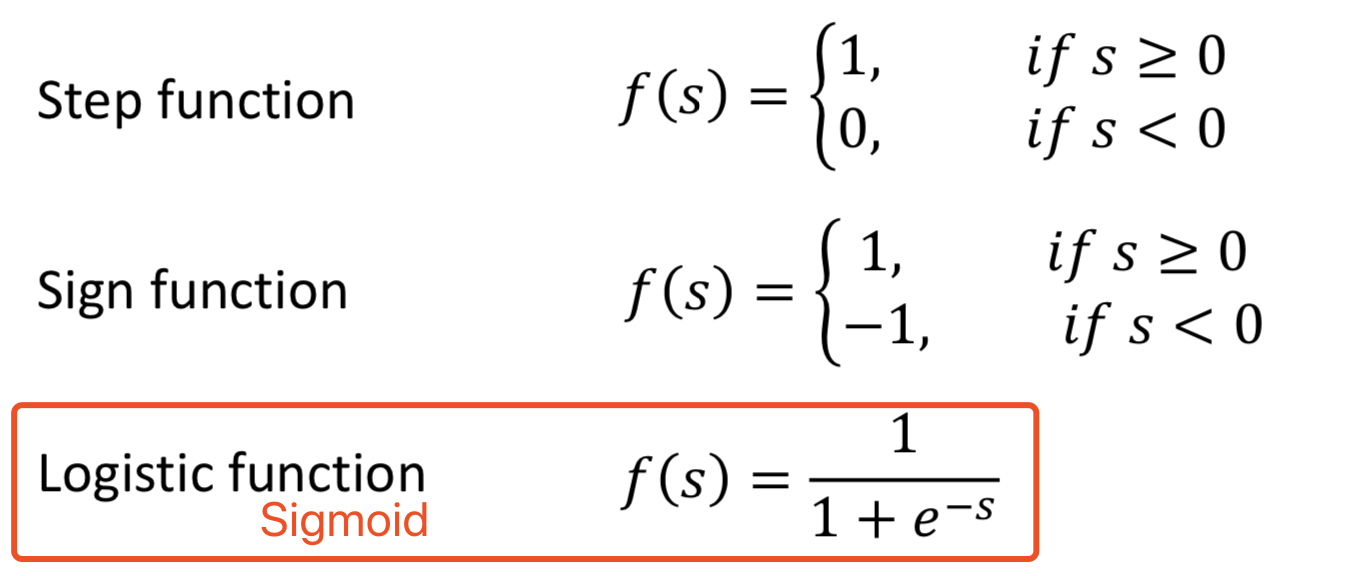 Step function f(s) = {1, if s ≥ 0
0, if s < 0
Sign function f(s) = {1, if s ≥ 0
−1, if s < 0
Logistic function f(s) = 1 / (1 + e^{−s})
Sigmoid